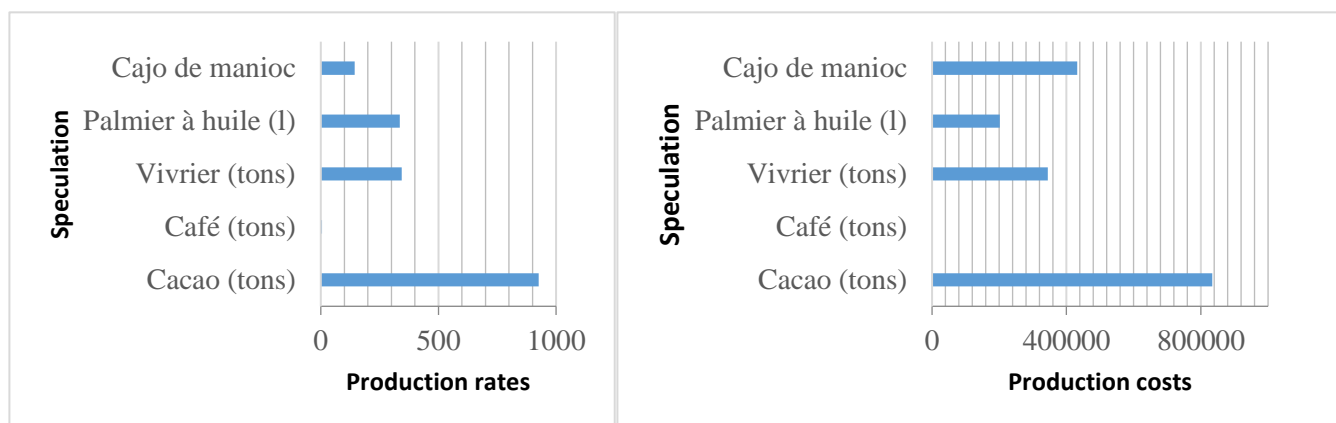 Speculation
Cajo de manioc
Palmier à huile (l)
Vivrier (tons)
Café (tons)
Cacao (tons)
0 500 1000
Production rates
Speculation
Cajo de manioc
Palmier à huile (l)
Vivrier (tons)
Café (tons)
Cacao (tons)
0 400000 800000
Production costs